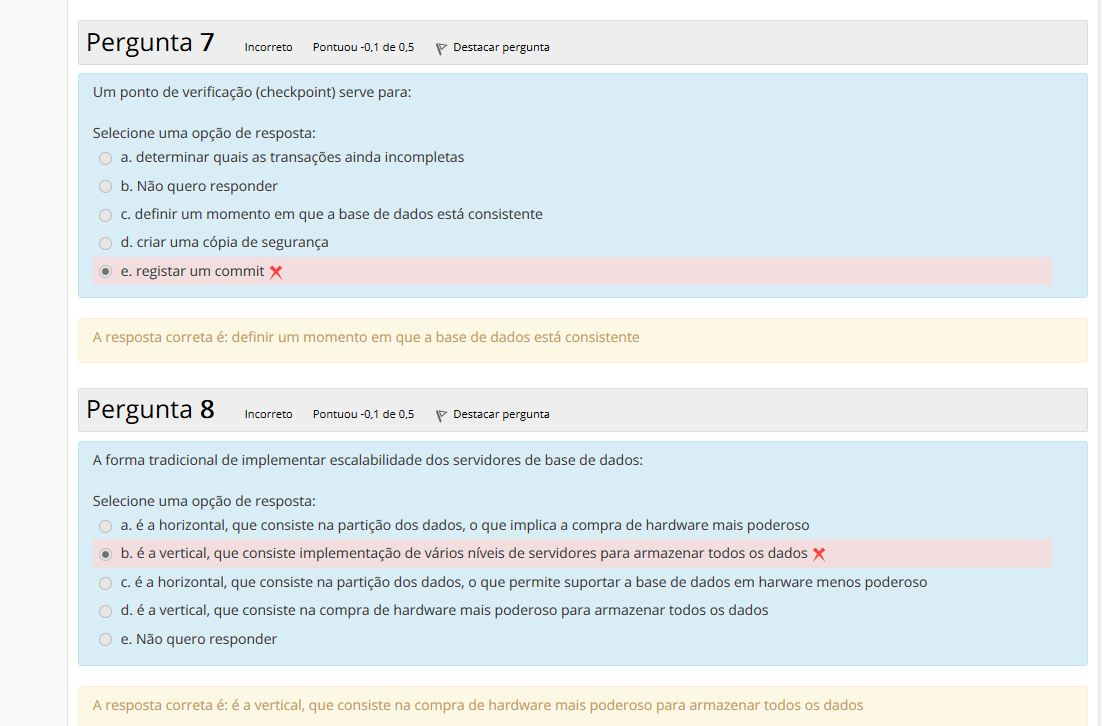 Pergunta 7 Incorreto Pontuou -0,1 de 0,5 Destacar pergunta
Um ponto de verificação (checkpoint) serve para:
Selecione uma opção de resposta:
a. determinar quais as transações ainda incompletas
b. Não quero responder
c. definir um momento em que a base de dados está consistente
d. criar uma cópia de segurança
e. registar um commit
A resposta correta é: definir um momento em que a base de dados está consistente
Pergunta 8 Incorreto Pontuou -0,1 de 0,5 Destacar pergunta
A forma tradicional de implementar escalabilidade dos servidores de base de dados:
Selecione uma opção de resposta:
a. é a horizontal, que consiste na partição dos dados, o que implica a compra de hardware mais poderoso
b. é a vertical, que consiste implementação de vários níveis de servidores para armazenar todos os dados
c. é a horizontal, que consiste na partição dos dados, o que permite suportar a base de dados em harware menos poderoso
d. é a vertical, que consiste na compra de hardware mais poderoso para armazenar todos os dados
e. Não quero responder
A resposta correta é: é a vertical, que consiste na compra de hardware mais poderoso para armazenar todos os dados